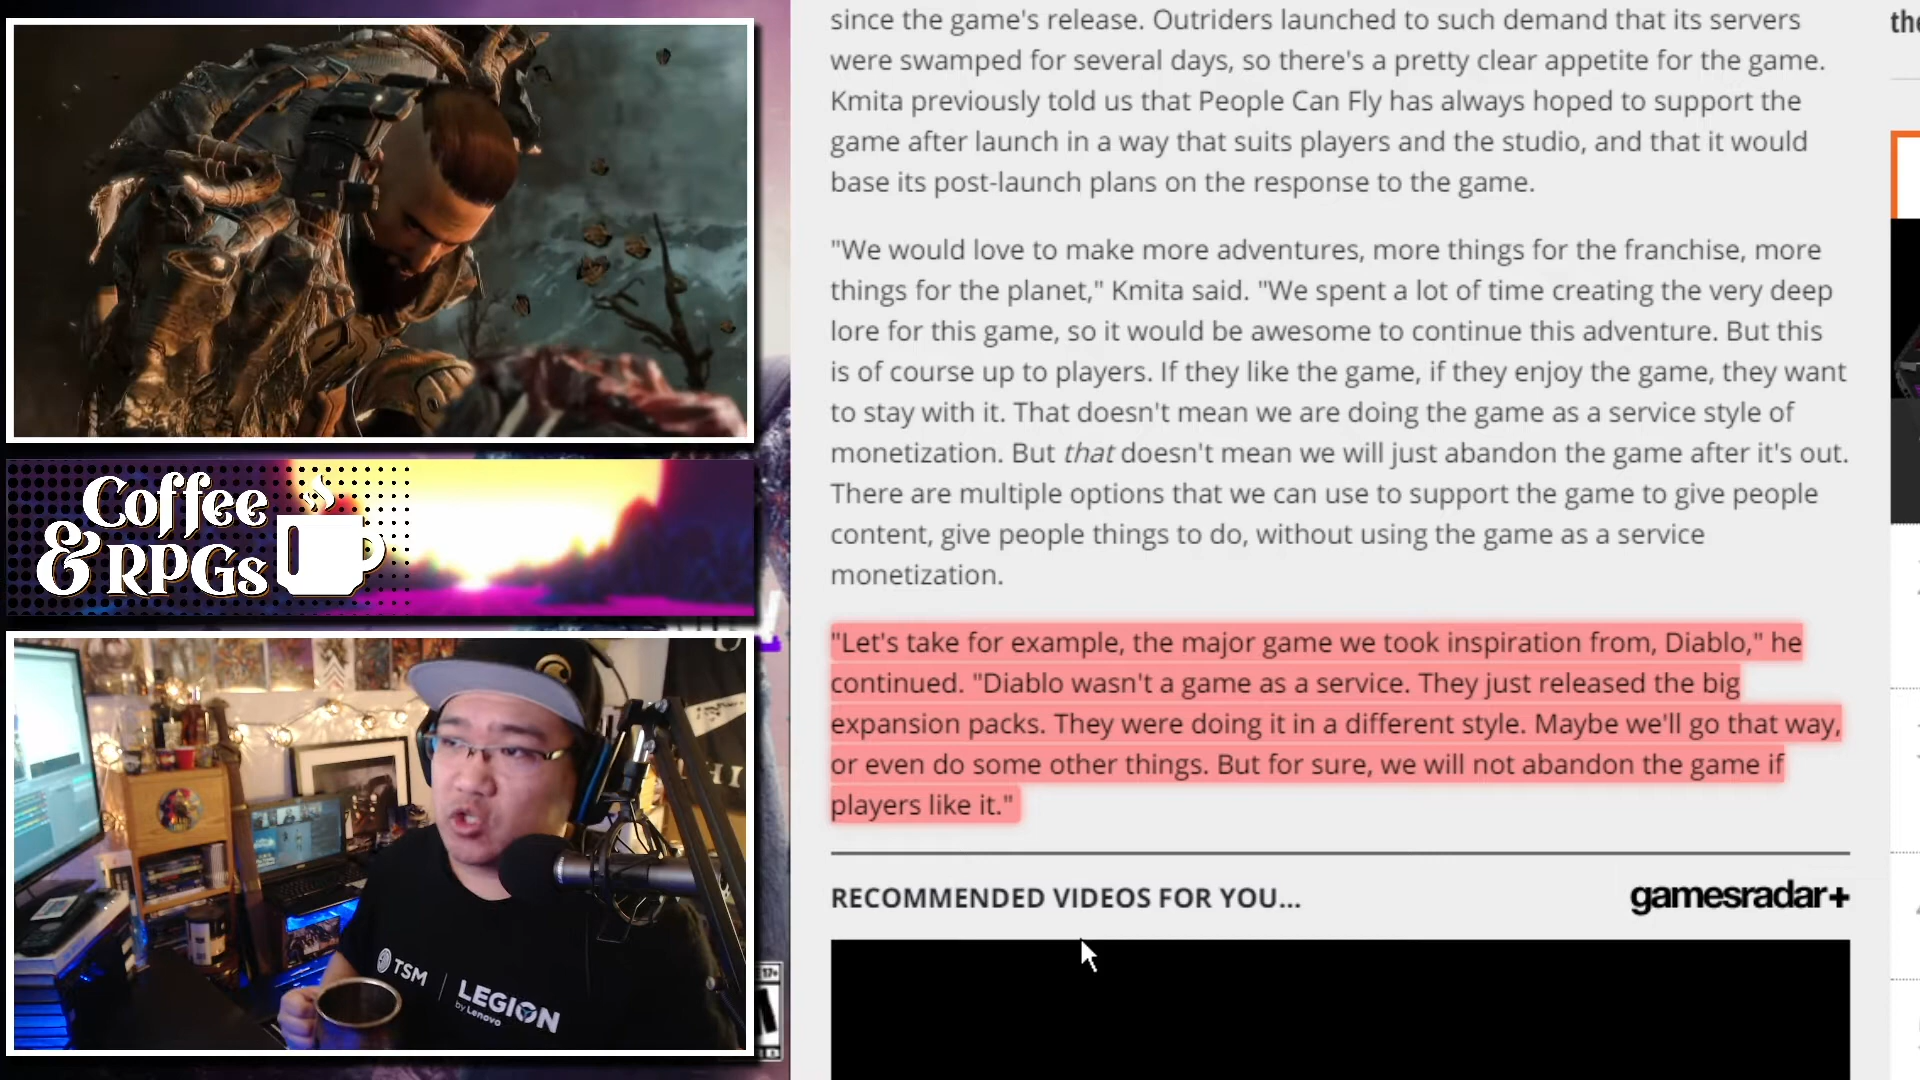 Coffee
& RPGs
TSM | LEGION
by Lenovo
17+
since the game's release. Outriders launched to such demand that its servers
were swamped for several days, so there's a pretty clear appetite for the game.
Kmita previously told us that People Can Fly has always hoped to support the
game after launch in a way that suits players and the studio, and that it would
base its post-launch plans on the response to the game.
"We would love to make more adventures, more things for the franchise, more
things for the planet," Kmita said. "We spent a lot of time creating the very deep
lore for this game, so it would be awesome to continue this adventure. But this
is of course up to players. If they like the game, if they enjoy the game, they want
to stay with it. That doesn't mean we are doing the game as a service style of
monetization. But that doesn't mean we will just abandon the game after it's out.
There are multiple options that we can use to support the game to give people
content, give people things to do, without using the game as a service
monetization.
"Let's take for example, the major game we took inspiration from, Diablo," he
continued. "Diablo wasn't a game as a service. They just released the big
expansion packs. They were doing it in a different style. Maybe we'll go that way,
or even do some other things. But for sure, we will not abandon the game if
players like it."
RECOMMENDED VIDEOS FOR YOU...
gamesradar+